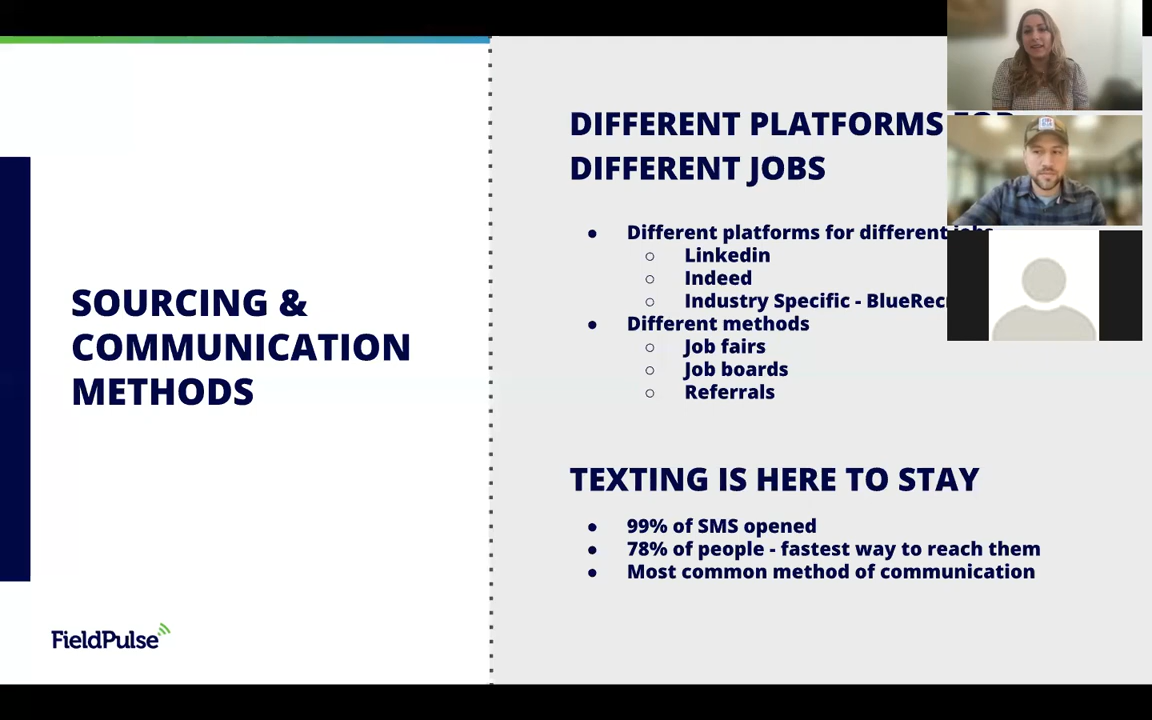 SOURCING &
COMMUNICATION
METHODS
FieldPulse
DIFFERENT PLATFORMS
DIFFERENT JOBS
Different platforms for different
Linkedin
Indeed
Industry Specific -
Different methods
Job fairs
Job boards
Referrals
TEXTING IS HERE TO STAY
99% of SMS opened
78% of people - fastest way to reach them
Most common method of communication